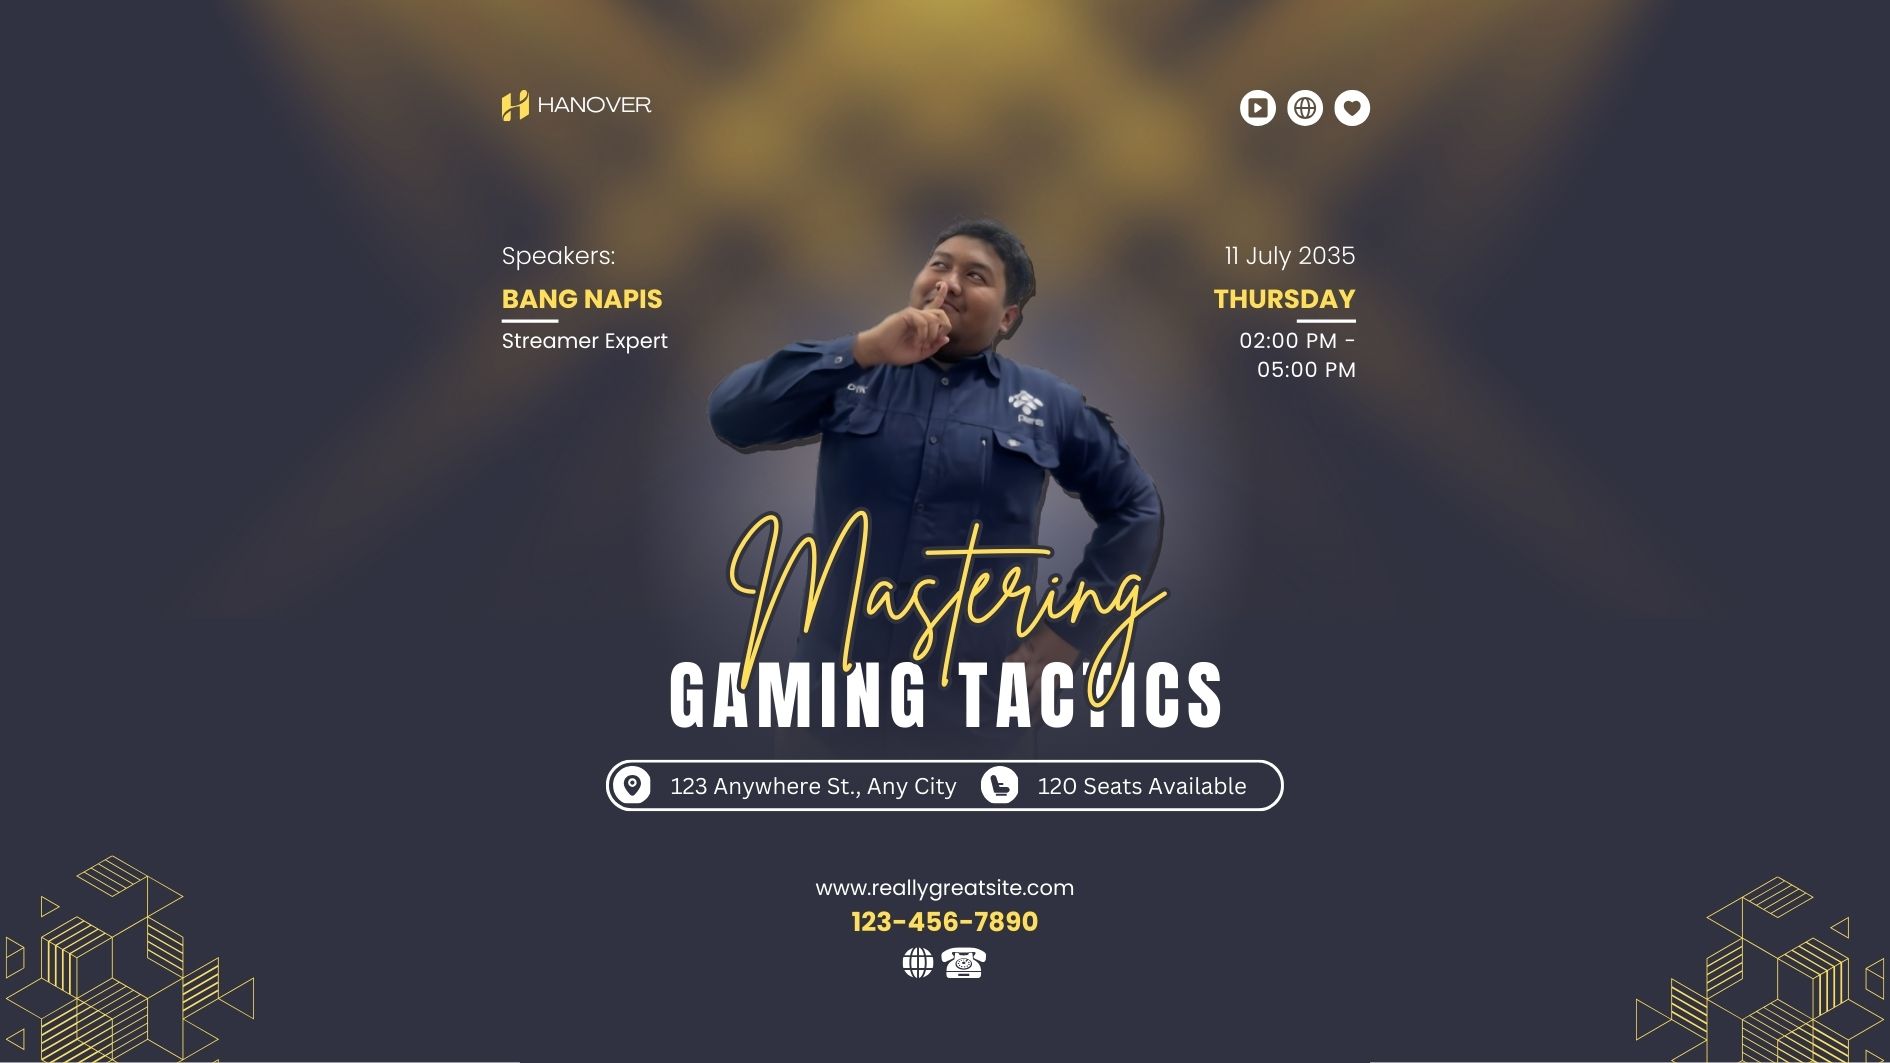 HANOVER
Speakers:
BANG NAPIS
Streamer Expert
11 July 2035
THURSDAY
02:00 PM -
05:00 PM
Mastering
GAMING TACTICS
123 Anywhere St., Any City
120 Seats Available
www.reallygreatsite.com
123-456-7890